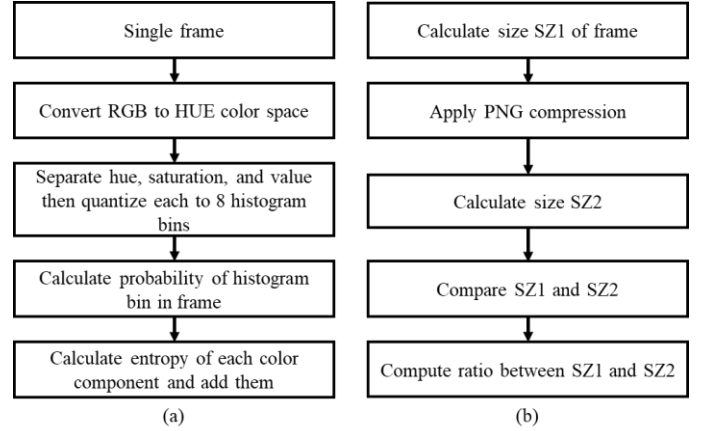 Single frame
Convert RGB to HUE color space
Separate hue, saturation, and value
then quantize each to 8 histogram
bins
Calculate probability of histogram
bin in frame
Calculate entropy of each color
component and add them
(a)
Calculate size SZ1 of frame
Apply PNG compression
Calculate size SZ2
Compare SZ1 and SZ2
Compute ratio between SZ1 and SZ2
(b)